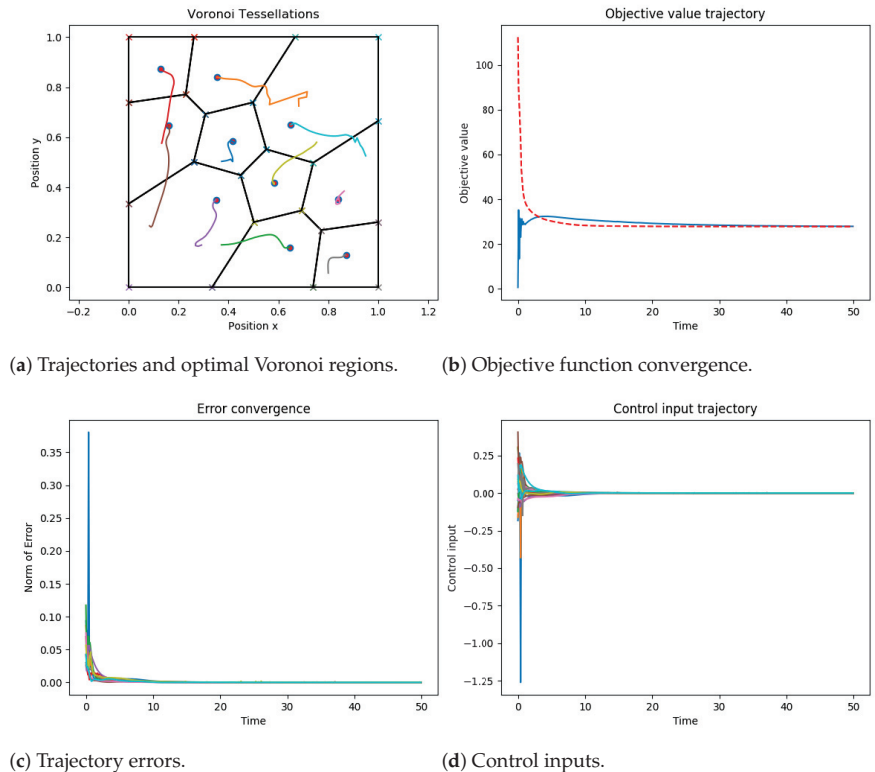 Voronoi Tessellations
1.0
0.8
0.6
0.4
0.2
0.0
Position y
−0.2 0.0 0.2 0.4 0.6 0.8 1.0 1.2
Position x
(a) Trajectories and optimal Voronoi regions.
Objective value trajectory
100
80
60
40
20
0
Objective value
0 10 20 30 40 50
Time
(b) Objective function convergence.
Error convergence
0.35
0.30
0.25
0.20
0.15
0.10
0.05
0.00
Norm of Error
0 10 20 30 40 50
Time
(c) Trajectory errors.
Control input trajectory
0.25
0.00
−0.25
−0.50
−0.75
−1.00
−1.25
Control input
0 10 20 30 40 50
Time
(d) Control inputs.